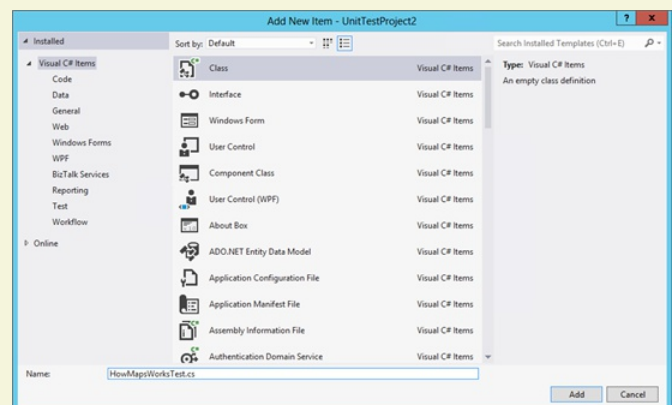 Add New Item - UnitTestProject2
? x
Installed
Sort by: Default
Search Installed Templates (Ctrl+E)
Visual C# Items
Code
Data
General
Web
Windows Forms
WPF
BizTalk Services
Reporting
Test
Workflow
Online
Class Visual C# Items
Interface Visual C# Items
Windows Form Visual C# Items
User Control Visual C# Items
Component Class Visual C# Items
User Control (WPF) Visual C# Items
About Box Visual C# Items
ADO.NET Entity Data Model Visual C# Items
Application Configuration File Visual C# Items
Application Manifest File Visual C# Items
Assembly Information File Visual C# Items
Authentication Domain Service Visual C# Items
Type: Visual C# Items
An empty class definition
Name: HowMapsWorksTest.cs
Add Cancel